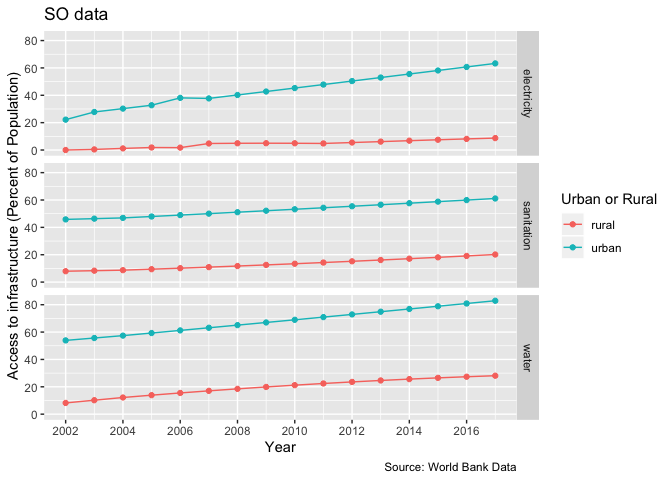 SO data
Access to infrastructure (Percent of Population)
80
60
40
20
0
electricity
80
60
40
20
0
sanitation
80
60
40
20
0
water
2002 2004 2006 2008 2010 2012 2014 2016
Year
Urban or Rural
rural
urban
Source: World Bank Data